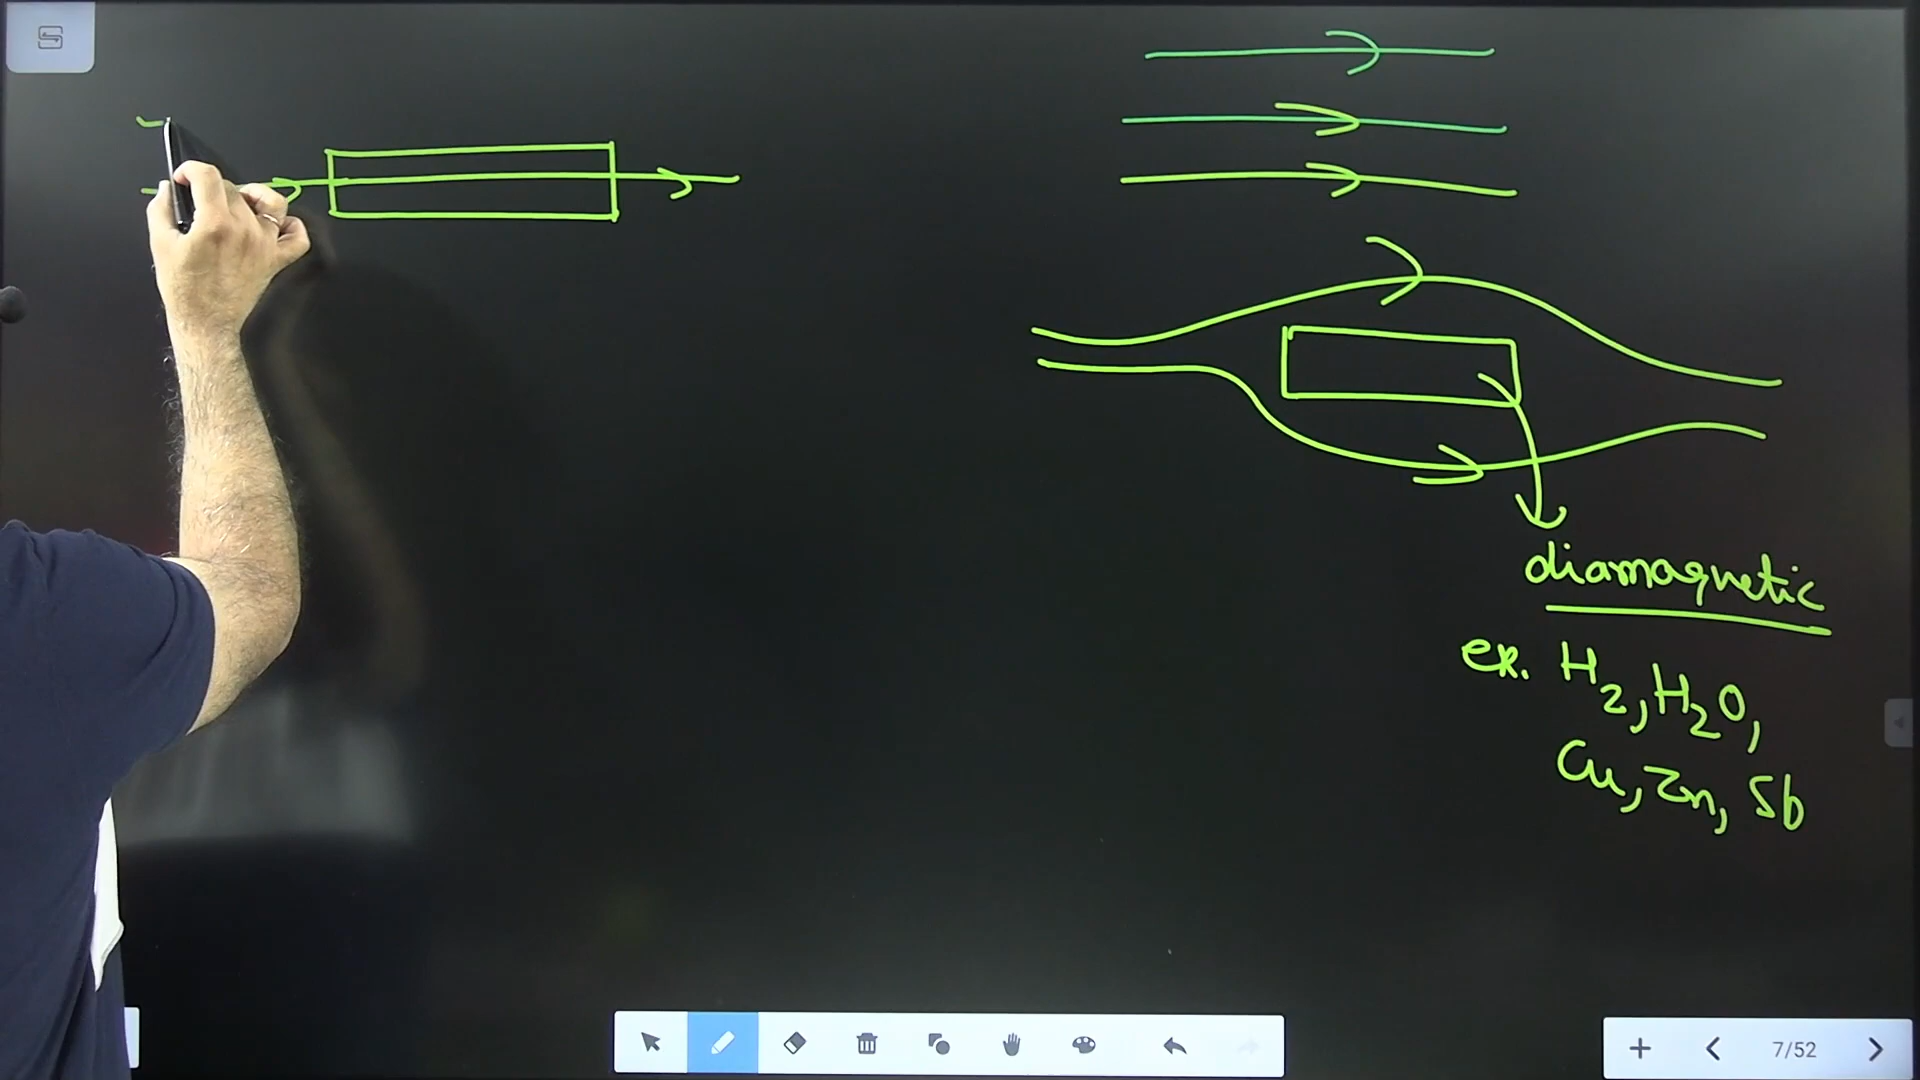 diamagnetic
ex. H2, H2O,
Cu, Zn, Sb
7/52